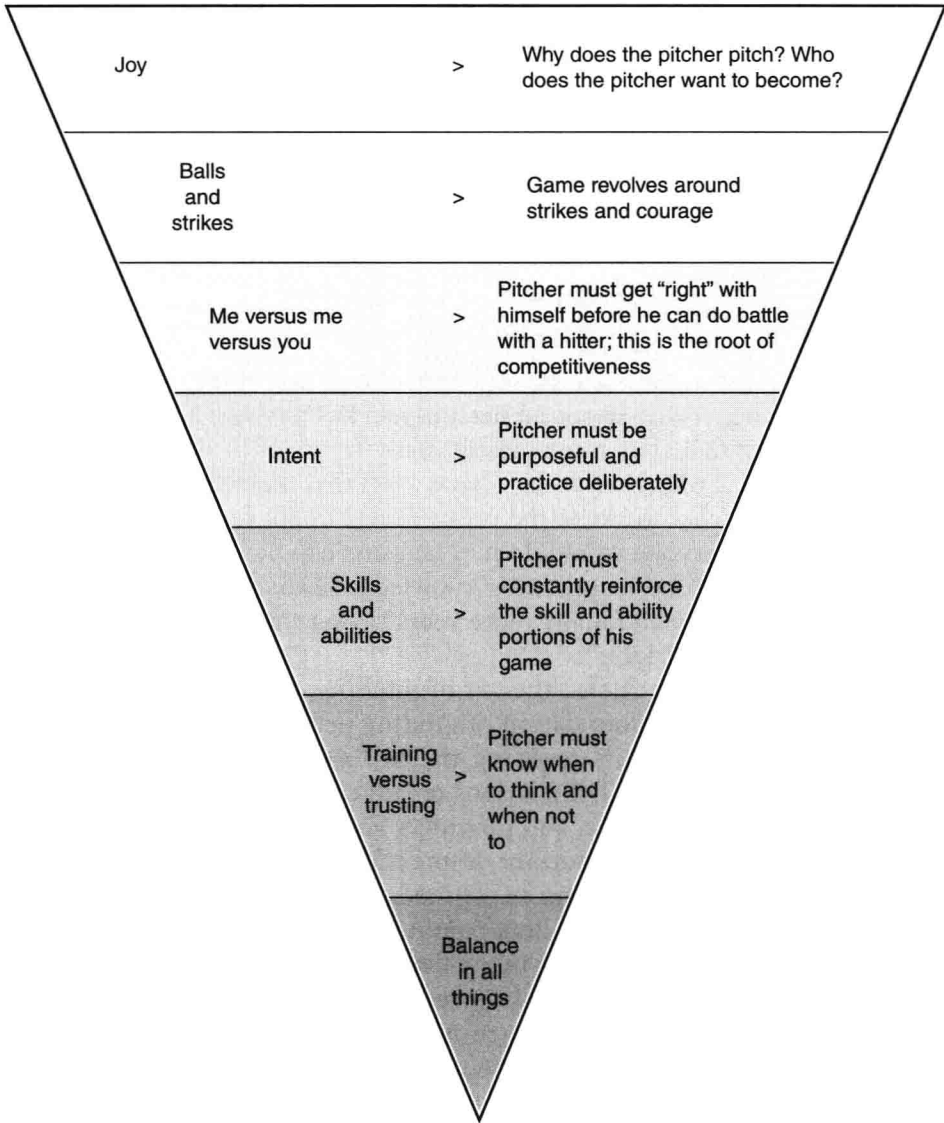 Joy
>
Why does the pitcher pitch? Who
does the pitcher want to become?
Balls
and
strikes
>
Game revolves around
strikes and courage
Me versus me
versus you
>
Pitcher must get “right” with
himself before he can do battle
with a hitter; this is the root of
competitiveness
Intent
>
Pitcher must be
purposeful and
practice deliberately
Skills
and
abilities
>
Pitcher must
constantly reinforce
the skill and ability
portions of his
game
Training
versus
trusting
>
Pitcher must
know when
to think and
when not
to
Balance
in all
things